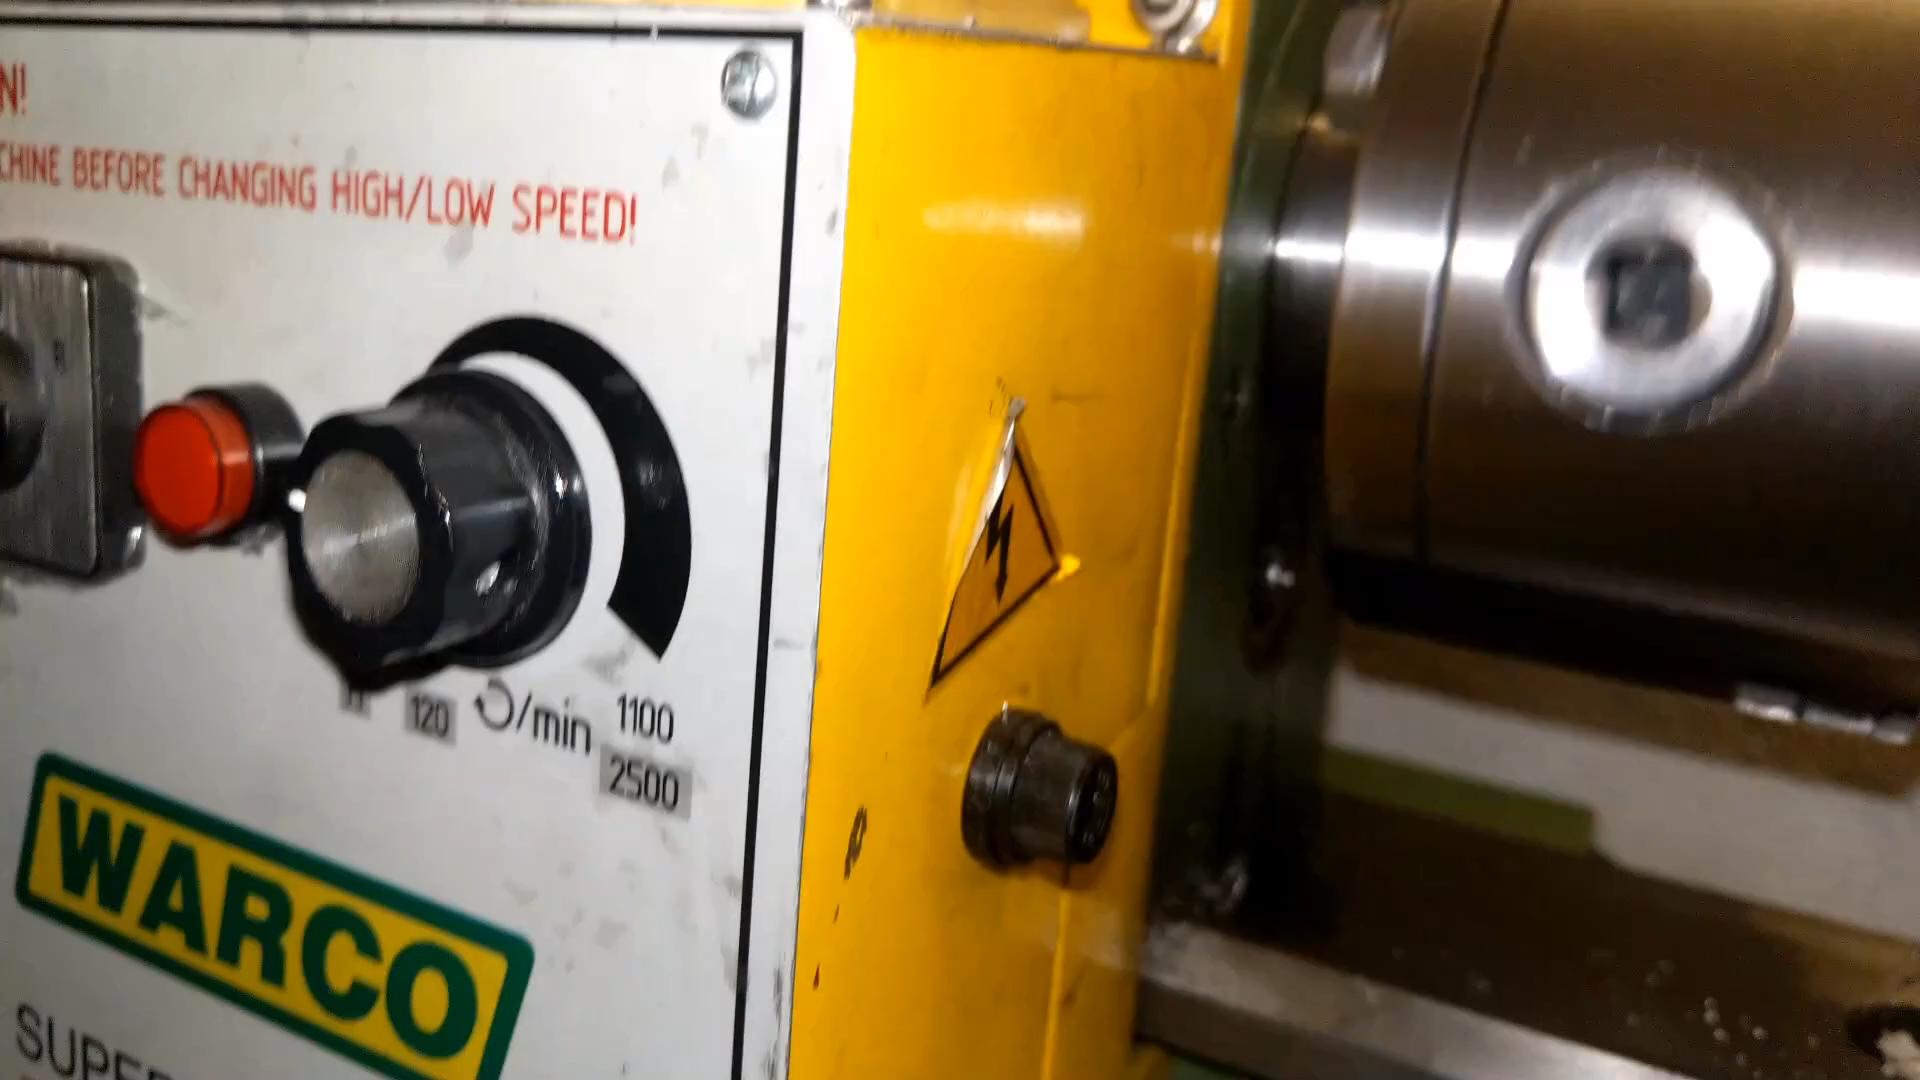 N!
CHINE BEFORE CHANGING HIGH/LOW SPEED!
120 /min 1100
2500
WARCO
SUPE